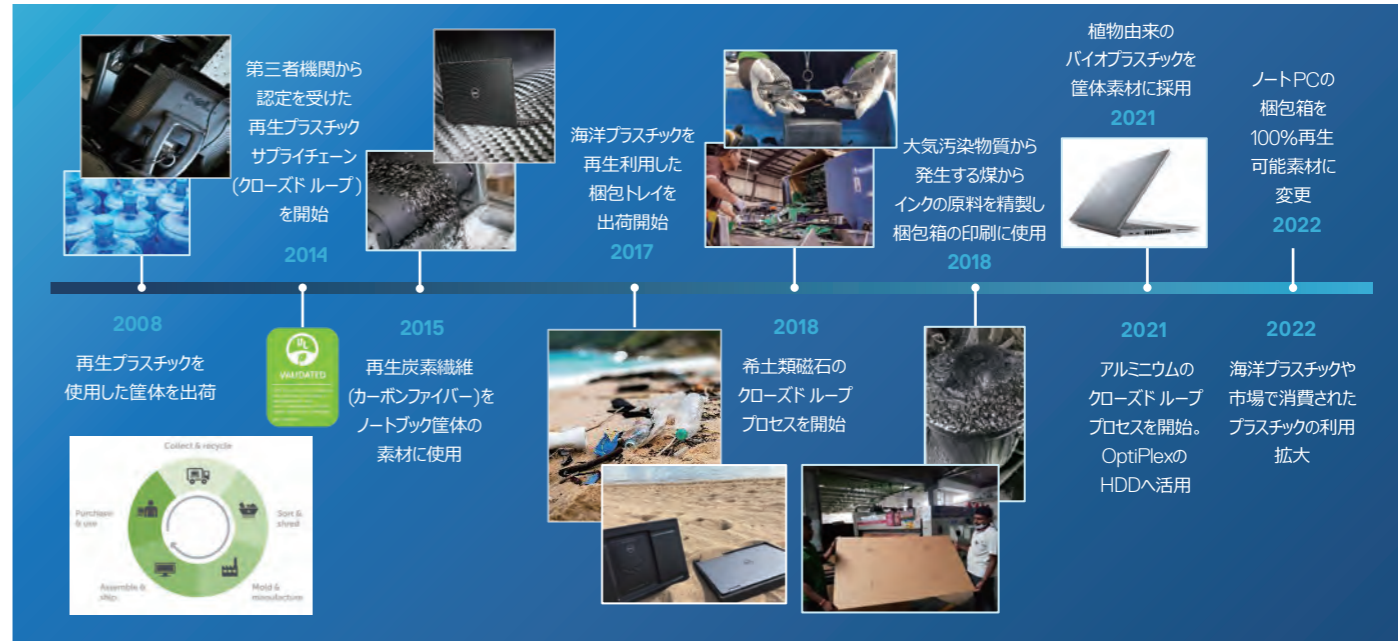 第三者機関から
認定を受けた
再生プラスチック
サプライチェーン
(クローズド ループ)
を開始
2014
海洋プラスチックを
再生利用した
梱包トレイを
出荷開始
2017
大気汚染物質から
発生する煤から
インクの原料を精製し
梱包箱の印刷に使用
2018
植物由来の
バイオプラスチックを
筐体素材に採用
2021
ノートPCの
梱包箱を
100%再生
可能素材に
変更
2022
2008
再生プラスチックを
使用した筐体を出荷
UL
VALIDATED
2015
再生炭素繊維
(カーボンファイバー)を
ノートブック筐体の
素材に使用
2018
希土類磁石の
クローズド ループ
プロセスを開始
2021
アルミニウムの
クローズド ループ
プロセスを開始。
OptiPlexの
HDDへ活用
2022
海洋プラスチックや
市場で消費された
プラスチックの利用
拡大
Collect & recycle
Sort &
shred
Mold &
manufacture
Assemble &
ship
Purchase
& use